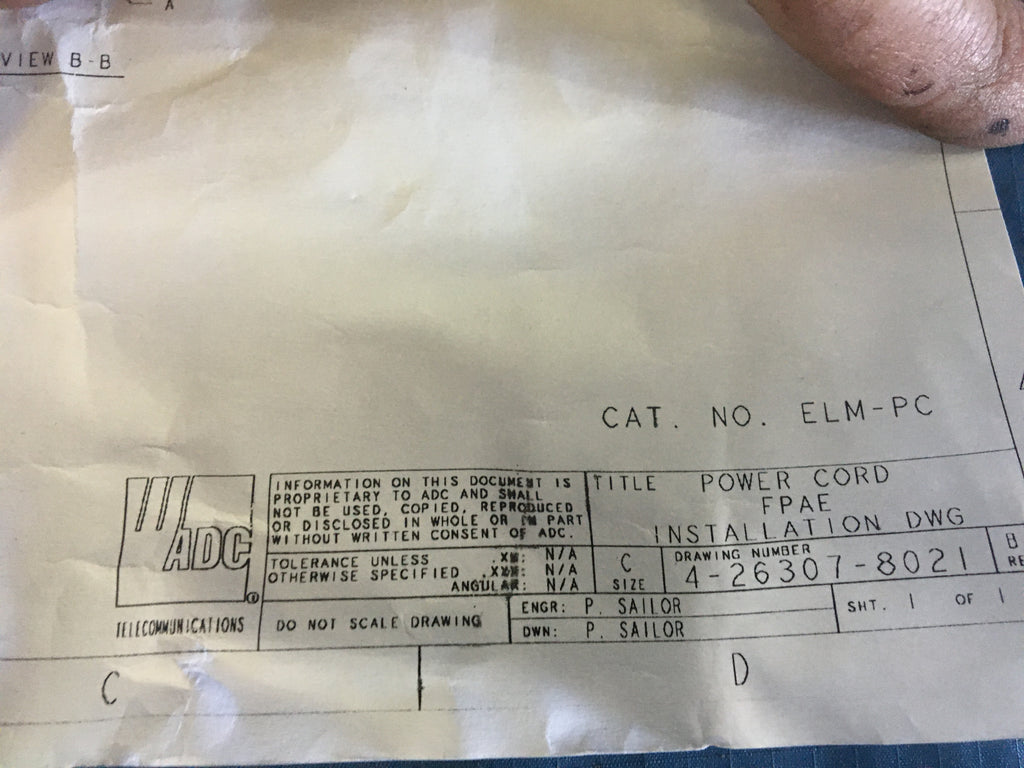 A
VIEW B-B
CAT. NO. ELM-PC
ADC
®
TELECOMMUNICATIONS
INFORMATION ON THIS DOCUMENT IS
PROPRIETARY TO ADC AND SHALL
NOT BE USED, COPIED, REPRODUCED
OR DISCLOSED IN WHOLE OR IN PART
WITHOUT WRITTEN CONSENT OF ADC.
TOLERANCE UNLESS .XX: N/A
OTHERWISE SPECIFIED .XXX: N/A
ANGULAR: N/A
DO NOT SCALE DRAWING
TITLE POWER CORD
FPAE
INSTALLATION DWG
C
SIZE
DRAWING NUMBER
4-26307-8021
B
RE
ENGR: P. SAILOR
DWN: P. SAILOR
SHT. 1 OF 1
C
D